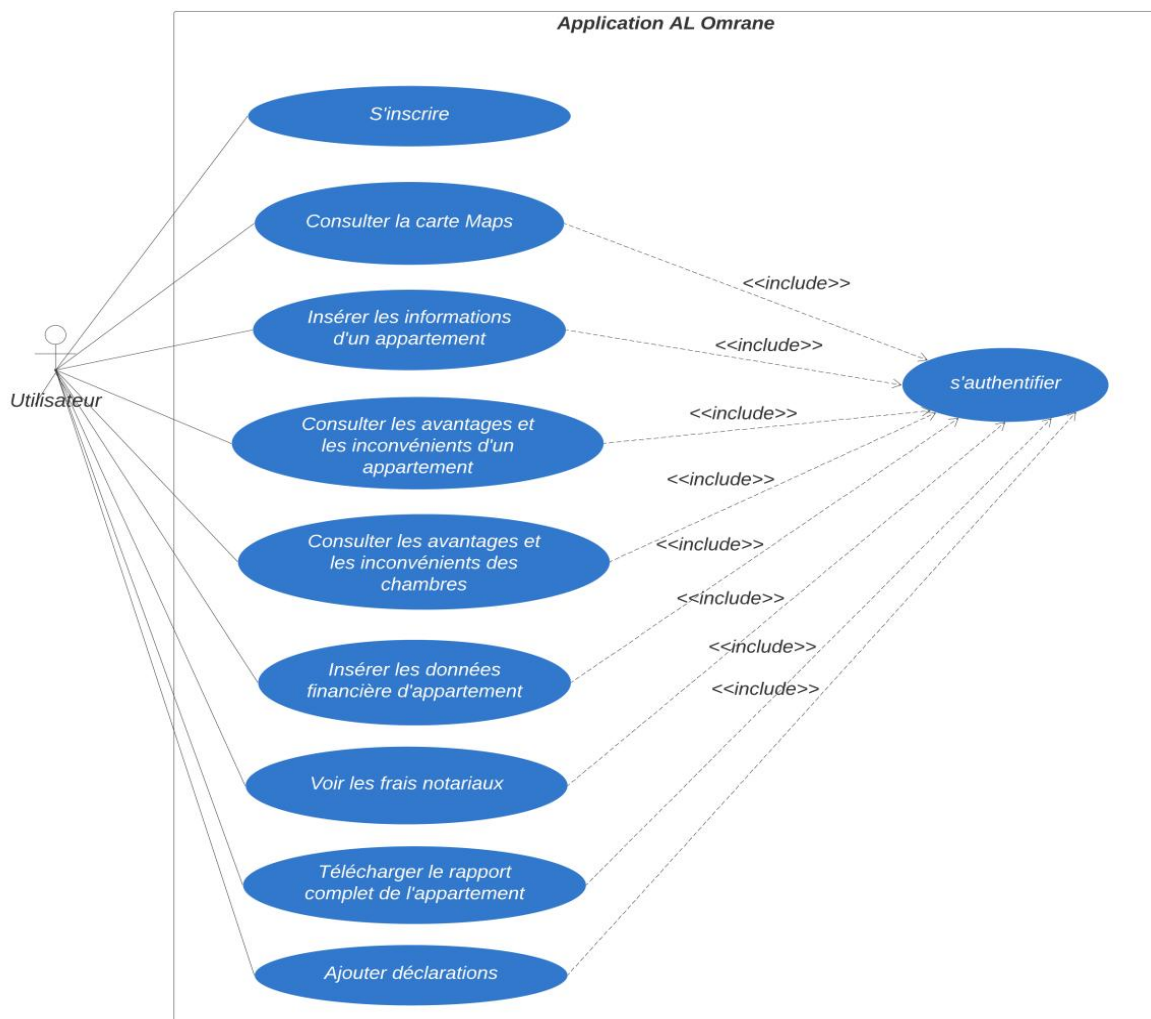 Application AL Omrane
S'inscrire
Consulter la carte Maps
<<include>>
Insérer les informations
d'un appartement
<<include>>
s'authentifier
Utilisateur
Consulter les avantages et
les inconvénients d'un
appartement
<<include>>
<<include>>
Consulter les avantages et
les inconvénients des
chambres
<<include>>
<<include>>
Insérer les données
financière d'appartement
<<include>>
<<include>>
Voir les frais notariaux
Télécharger le rapport
complet de l'appartement
Ajouter déclarations